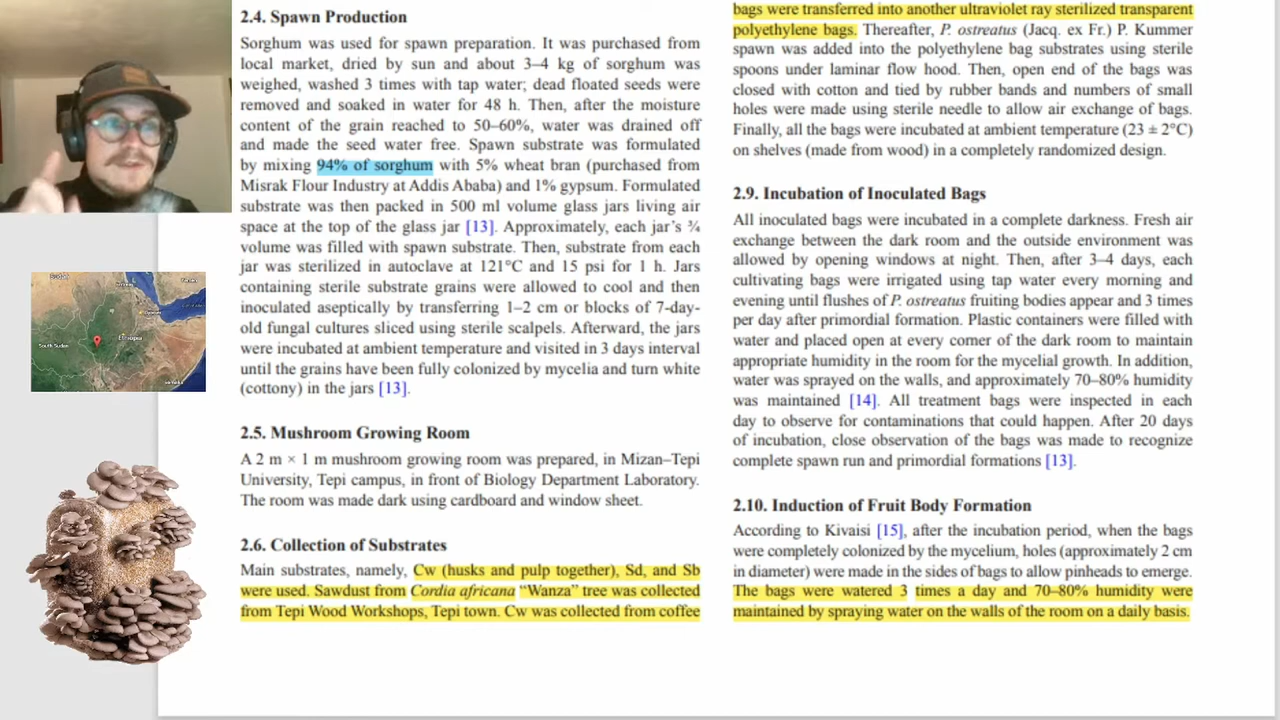 2.4. Spawn Production
Sorghum was used for spawn preparation. It was purchased from
local market, dried by sun and about 3–4 kg of sorghum was
weighed, washed 3 times with tap water; dead floated seeds were
removed and soaked in water for 48 h. Then, after the moisture
content of the grain reached to 50–60%, water was drained off
and made the seed water free. Spawn substrate was formulated
by mixing 94% of sorghum with 5% wheat bran (purchased from
Misrak Flour Industry at Addis Ababa) and 1% gypsum. Formulated
substrate was then packed in 500 ml volume glass jars living air
space at the top of the glass jar [13]. Approximately, each jar's ¾
volume was filled with spawn substrate. Then, substrate from each
jar was sterilized in autoclave at 121°C and 15 psi for 1 h. Jars
containing sterile substrate grains were allowed to cool and then
inoculated aseptically by transferring 1–2 cm or blocks of 7-day-
old fungal cultures sliced using sterile scalpels. Afterward, the jars
were incubated at ambient temperature and visited in 3 days interval
until the grains have been fully colonized by mycelia and turn white
(cottony) in the jars [13].
2.5. Mushroom Growing Room
A 2 m × 1 m mushroom growing room was prepared, in Mizan–Tepi
University, Tepi campus, in front of Biology Department Laboratory.
The room was made dark using cardboard and window sheet.
2.6. Collection of Substrates
Main substrates, namely, Cw (husks and pulp together), Sd, and Sb
were used. Sawdust from Cordia africana “Wanza” tree was collected
from Tepi Wood Workshops, Tepi town. Cw was collected from coffee
bags were transferred into another ultraviolet ray sterilized transparent
polyethylene bags. Thereafter, P. ostreatus (Jacq. ex Fr.) P. Kummer
spawn was added into the polyethylene bag substrates using sterile
spoons under laminar flow hood. Then, open end of the bags was
closed with cotton and tied by rubber bands and numbers of small
holes were made using sterile needle to allow air exchange of bags.
Finally, all the bags were incubated at ambient temperature (23 ± 2°C)
on shelves (made from wood) in a completely randomized design.
2.9. Incubation of Inoculated Bags
All inoculated bags were incubated in a complete darkness. Fresh air
exchange between the dark room and the outside environment was
allowed by opening windows at night. Then, after 3–4 days, each
cultivating bags were irrigated using tap water every morning and
evening until flushes of P. ostreatus fruiting bodies appear and 3 times
per day after primordial formation. Plastic containers were filled with
water and placed open at every corner of the dark room to maintain
appropriate humidity in the room for the mycelial growth. In addition,
water was sprayed on the walls, and approximately 70–80% humidity
was maintained [14]. All treatment bags were inspected in each
day to observe for contaminations that could happen. After 20 days
of incubation, close observation of the bags was made to recognize
complete spawn run and primordial formations [13].
2.10. Induction of Fruit Body Formation
According to Kivaisi [15], after the incubation period, when the bags
were completely colonized by the mycelium, holes (approximately 2 cm
in diameter) were made in the sides of bags to allow pinheads to emerge.
The bags were watered 3 times a day and 70–80% humidity were
maintained by spraying water on the walls of the room on a daily basis.
South Sudan
Ethiopia